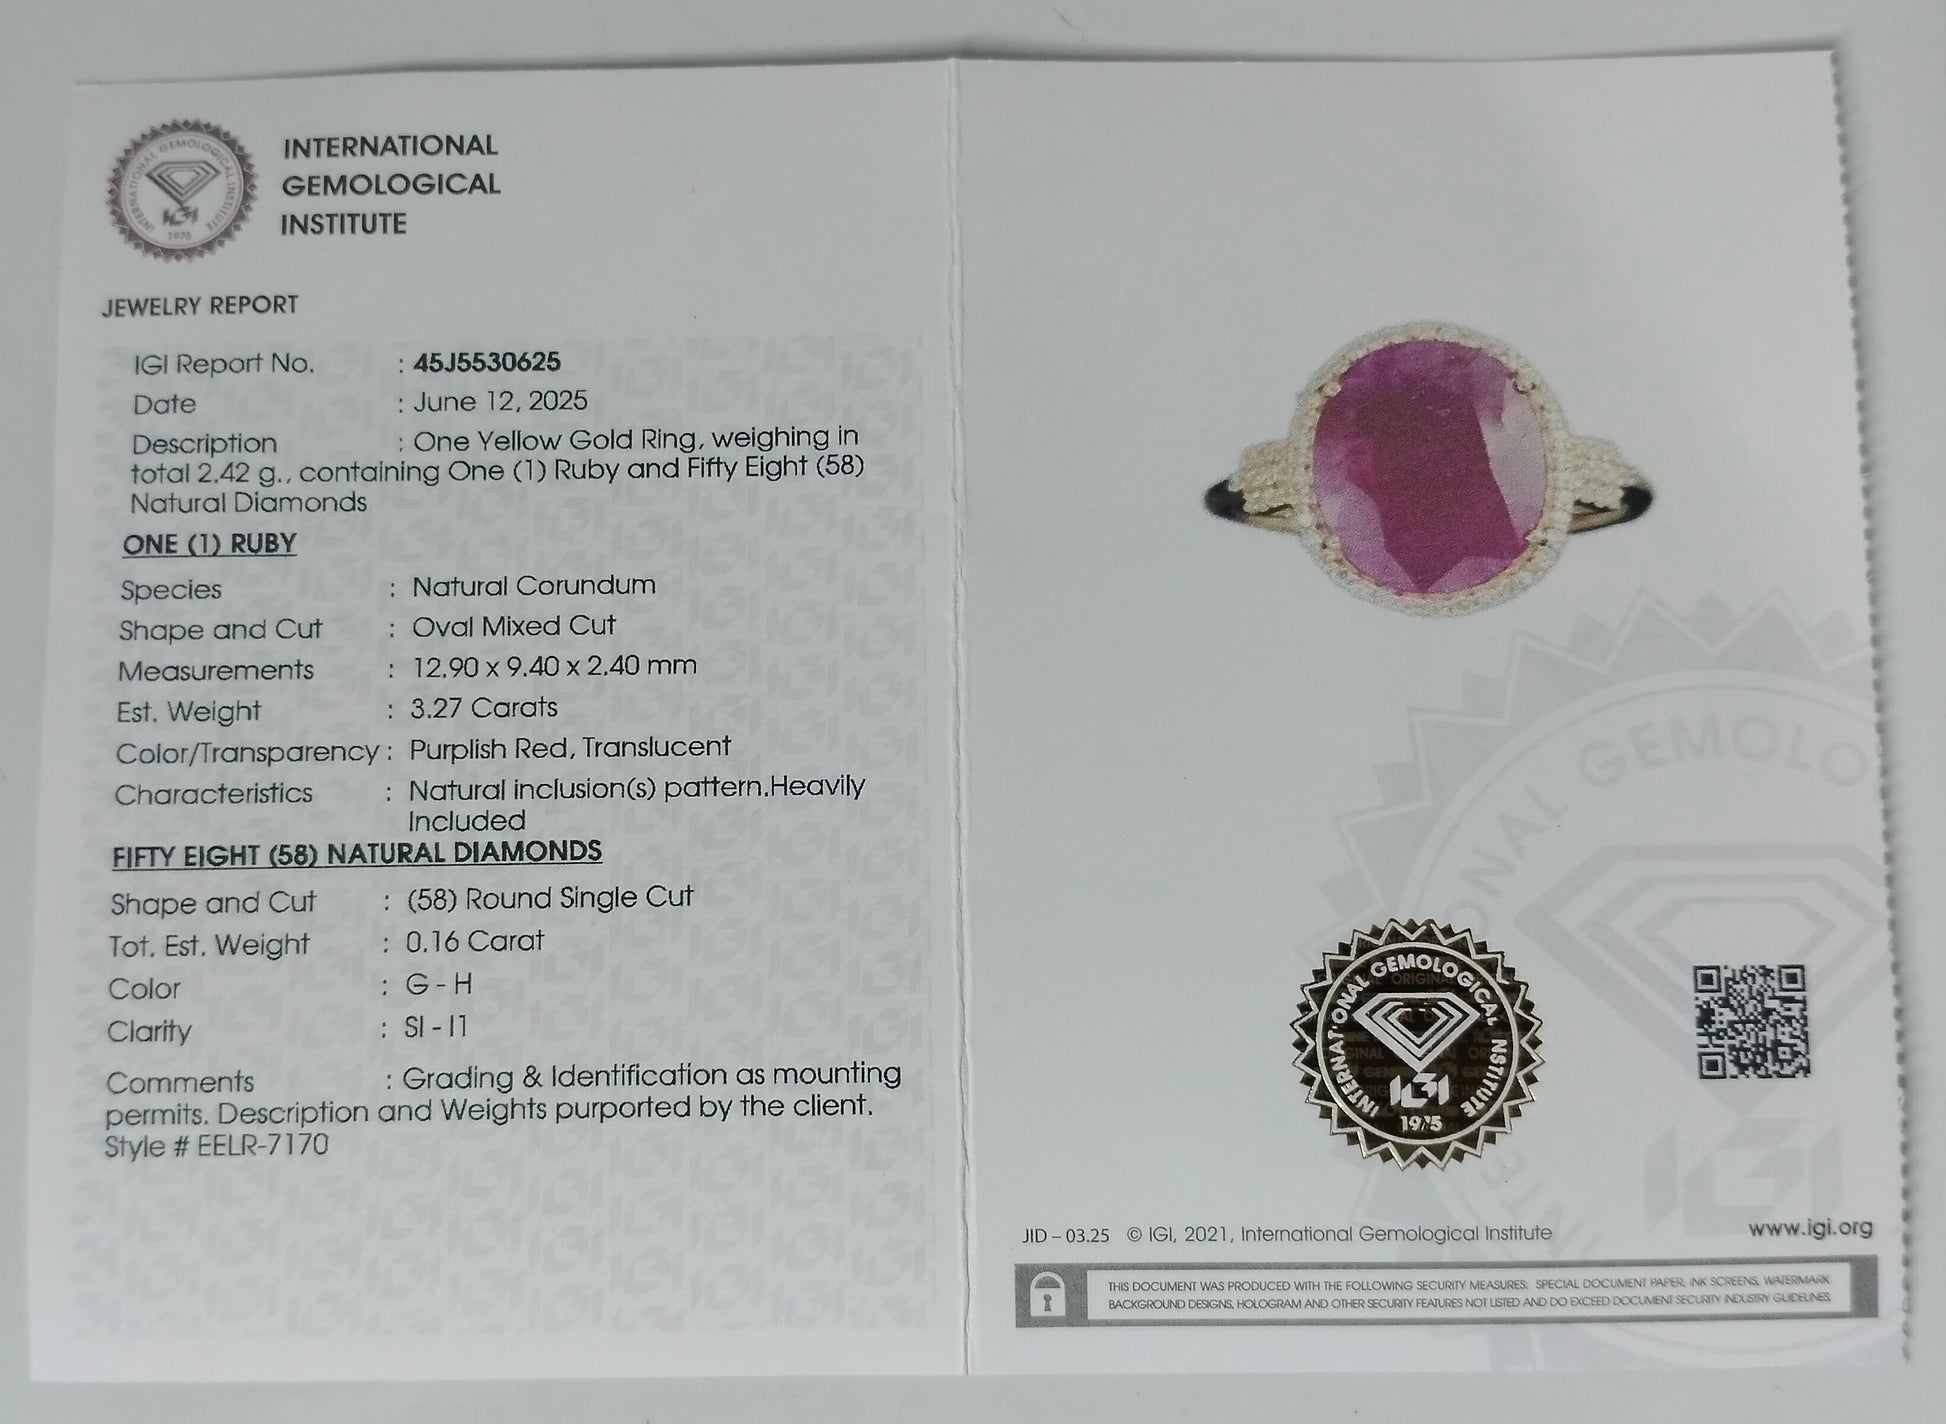 INTERNATIONAL GEMOLOGICAL INSTITUTE
IGI
1975
INTERNATIONAL
GEMOLOGICAL
INSTITUTE
JEWELRY REPORT
IGI Report No. : 45J5530625
Date : June 12, 2025
Description : One Yellow Gold Ring, weighing in
total 2.42 g., containing One (1) Ruby and Fifty Eight (58)
Natural Diamonds
ONE (1) RUBY
Species : Natural Corundum
Shape and Cut : Oval Mixed Cut
Measurements : 12.90 x 9.40 x 2.40 mm
Est. Weight : 3.27 Carats
Color/Transparency : Purplish Red, Translucent
Characteristics : Natural inclusion(s) pattern.Heavily
Included
FIFTY EIGHT (58) NATURAL DIAMONDS
Shape and Cut : (58) Round Single Cut
Tot. Est. Weight : 0.16 Carat
Color : G - H
Clarity : SI - I1
Comments : Grading & Identification as mounting
permits. Description and Weights purported by the client.
Style # EELR-7170
INTERNATIONAL GEMOLOGICAL INSTITUTE
IGI
1975
JID – 03.25 © IGI, 2021, International Gemological Institute
www.igi.org
THIS DOCUMENT WAS PRODUCED WITH THE FOLLOWING SECURITY MEASURES: SPECIAL DOCUMENT PAPER, INK SCREENS, WATERMARK
BACKGROUND DESIGNS, HOLOGRAM AND OTHER SECURITY FEATURES NOT LISTED AND DO EXCEED DOCUMENT SECURITY INDUSTRY GUIDELINES.